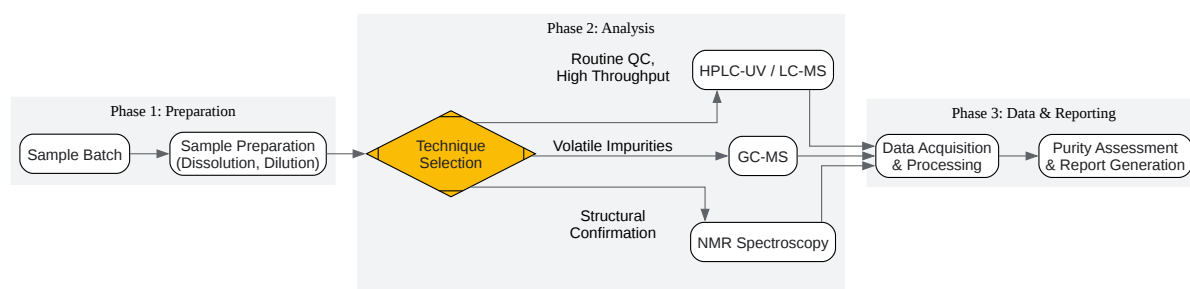 Phase 1: Preparation
Sample Batch
Sample Preparation
(Dissolution, Dilution)
Phase 2: Analysis
Technique
Selection
Routine QC,
High Throughput
HPLC-UV / LC-MS
Volatile Impurities
GC-MS
Structural
Confirmation
NMR Spectroscopy
Phase 3: Data & Reporting
Data Acquisition
& Processing
Purity Assessment
& Report Generation